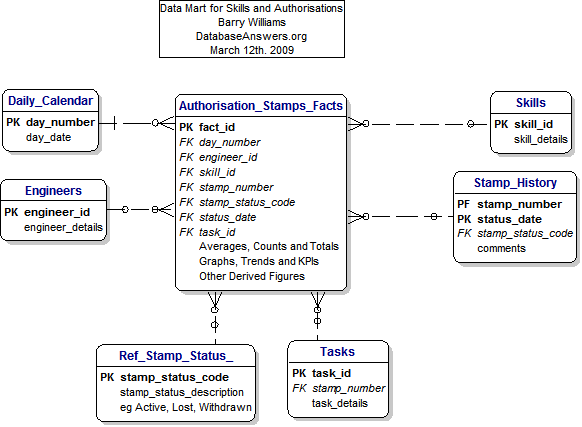 Data Mart for Skills and Authorisations
Barry Williams
DatabaseAnswers.org
March 12th. 2009
Daily_Calendar
PK day_number
day_date
Engineers
PK engineer_id
engineer_details
Authorisation_Stamps_Facts
PK fact_id
FK day_number
FK engineer_id
FK skill_id
FK stamp_number
FK stamp_status_code
FK status_date
FK task_id
Averages, Counts and Totals
Graphs, Trends and KPIs
Other Derived Figures
Skills
PK skill_id
skill_details
Stamp_History
PF stamp_number
PK status_date
FK stamp_status_code
comments
Ref_Stamp_Status_
PK stamp_status_code
stamp_status_description
eg Active, Lost, Withdrawn
Tasks
PK task_id
FK stamp_number
task_details